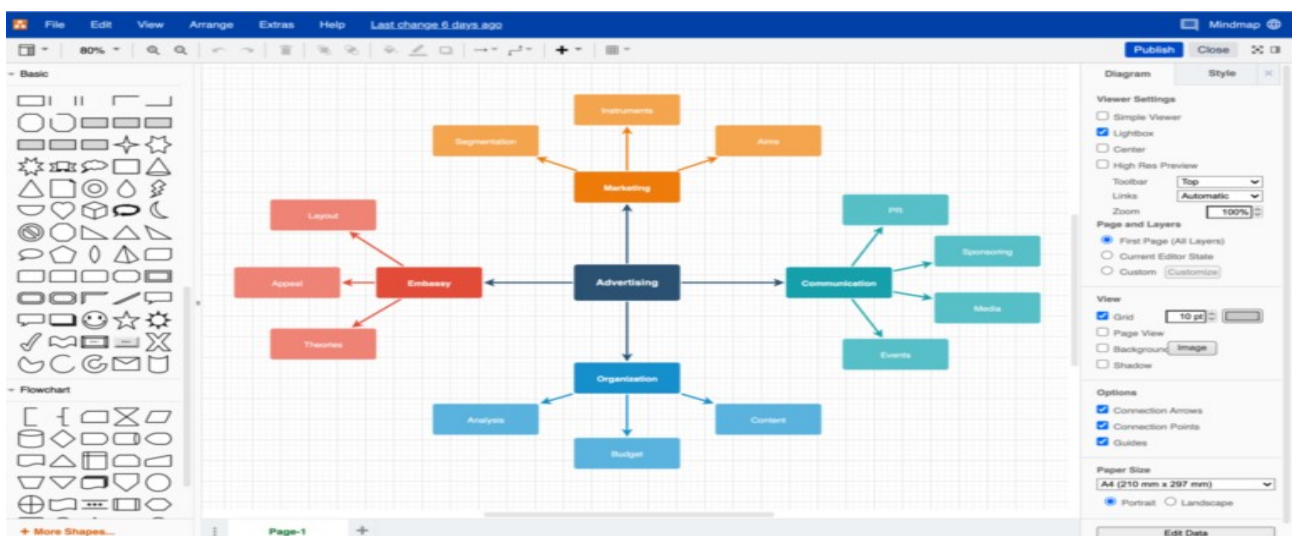 File Edit View Arrange Extras Help Last change 6 days ago Mindmap
80% Publish Close
Basic
Flowchart
+ More Shapes...
Instruments
Segmentation
Aims
Marketing
Layout
PR
Sponsoring
Appeal
Embassy
Advertising
Communication
Media
Theories
Events
Organization
Analysis
Content
Budget
Page-1
Diagram Style
Viewer Settings
Simple Viewer
Lightbox
Center
High Res Preview
Toolbar Top
Links Automatic
Zoom 100%
Page and Layers
First Page (All Layers)
Current Editor State
Custom Customize
View
Grid 10 pt
Page View
Background Image
Shadow
Options
Connection Arrows
Connection Points
Guides
Paper Size
A4 (210 mm x 297 mm)
Portrait Landscape
Edit Data